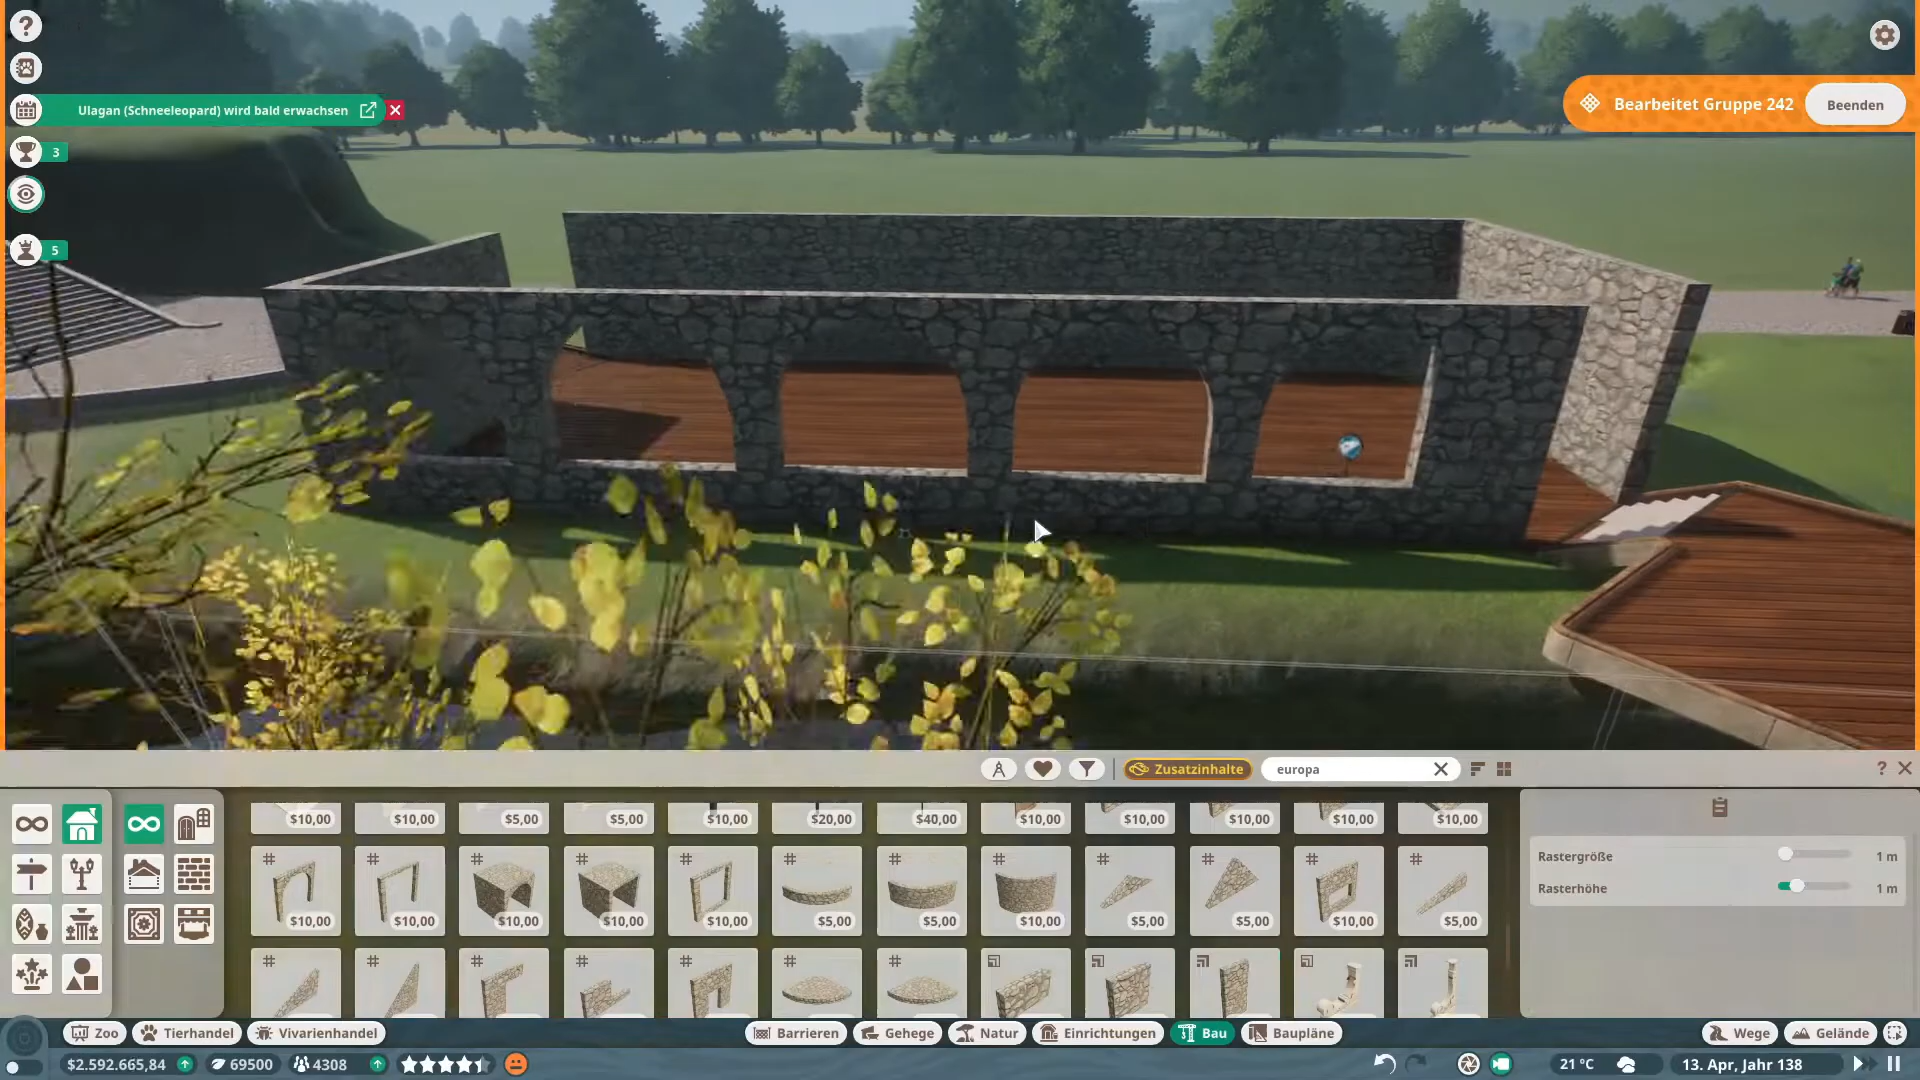 ?
Ulagan (Schneeleopard) wird bald erwachsen
Bearbeitet Gruppe 242
Beenden
3
5
Zusatzinhalte
europa
?
$10,00 $10,00 $5,00 $5,00 $10,00 $20,00 $40,00 $10,00 $10,00 $10,00 $10,00 $10,00
$10,00 $10,00 $10,00 $10,00 $10,00 $5,00 $5,00 $10,00 $5,00 $5,00 $10,00 $5,00
Rastergröße 1 m
Rasterhöhe 1 m
Zoo Tierhandel Vivarienhandel Barrieren Gehege Natur Einrichtungen Bau Baupläne Wege Gelände
$2.592.665,84 69500 4308 21 °C 13. Apr, Jahr 138